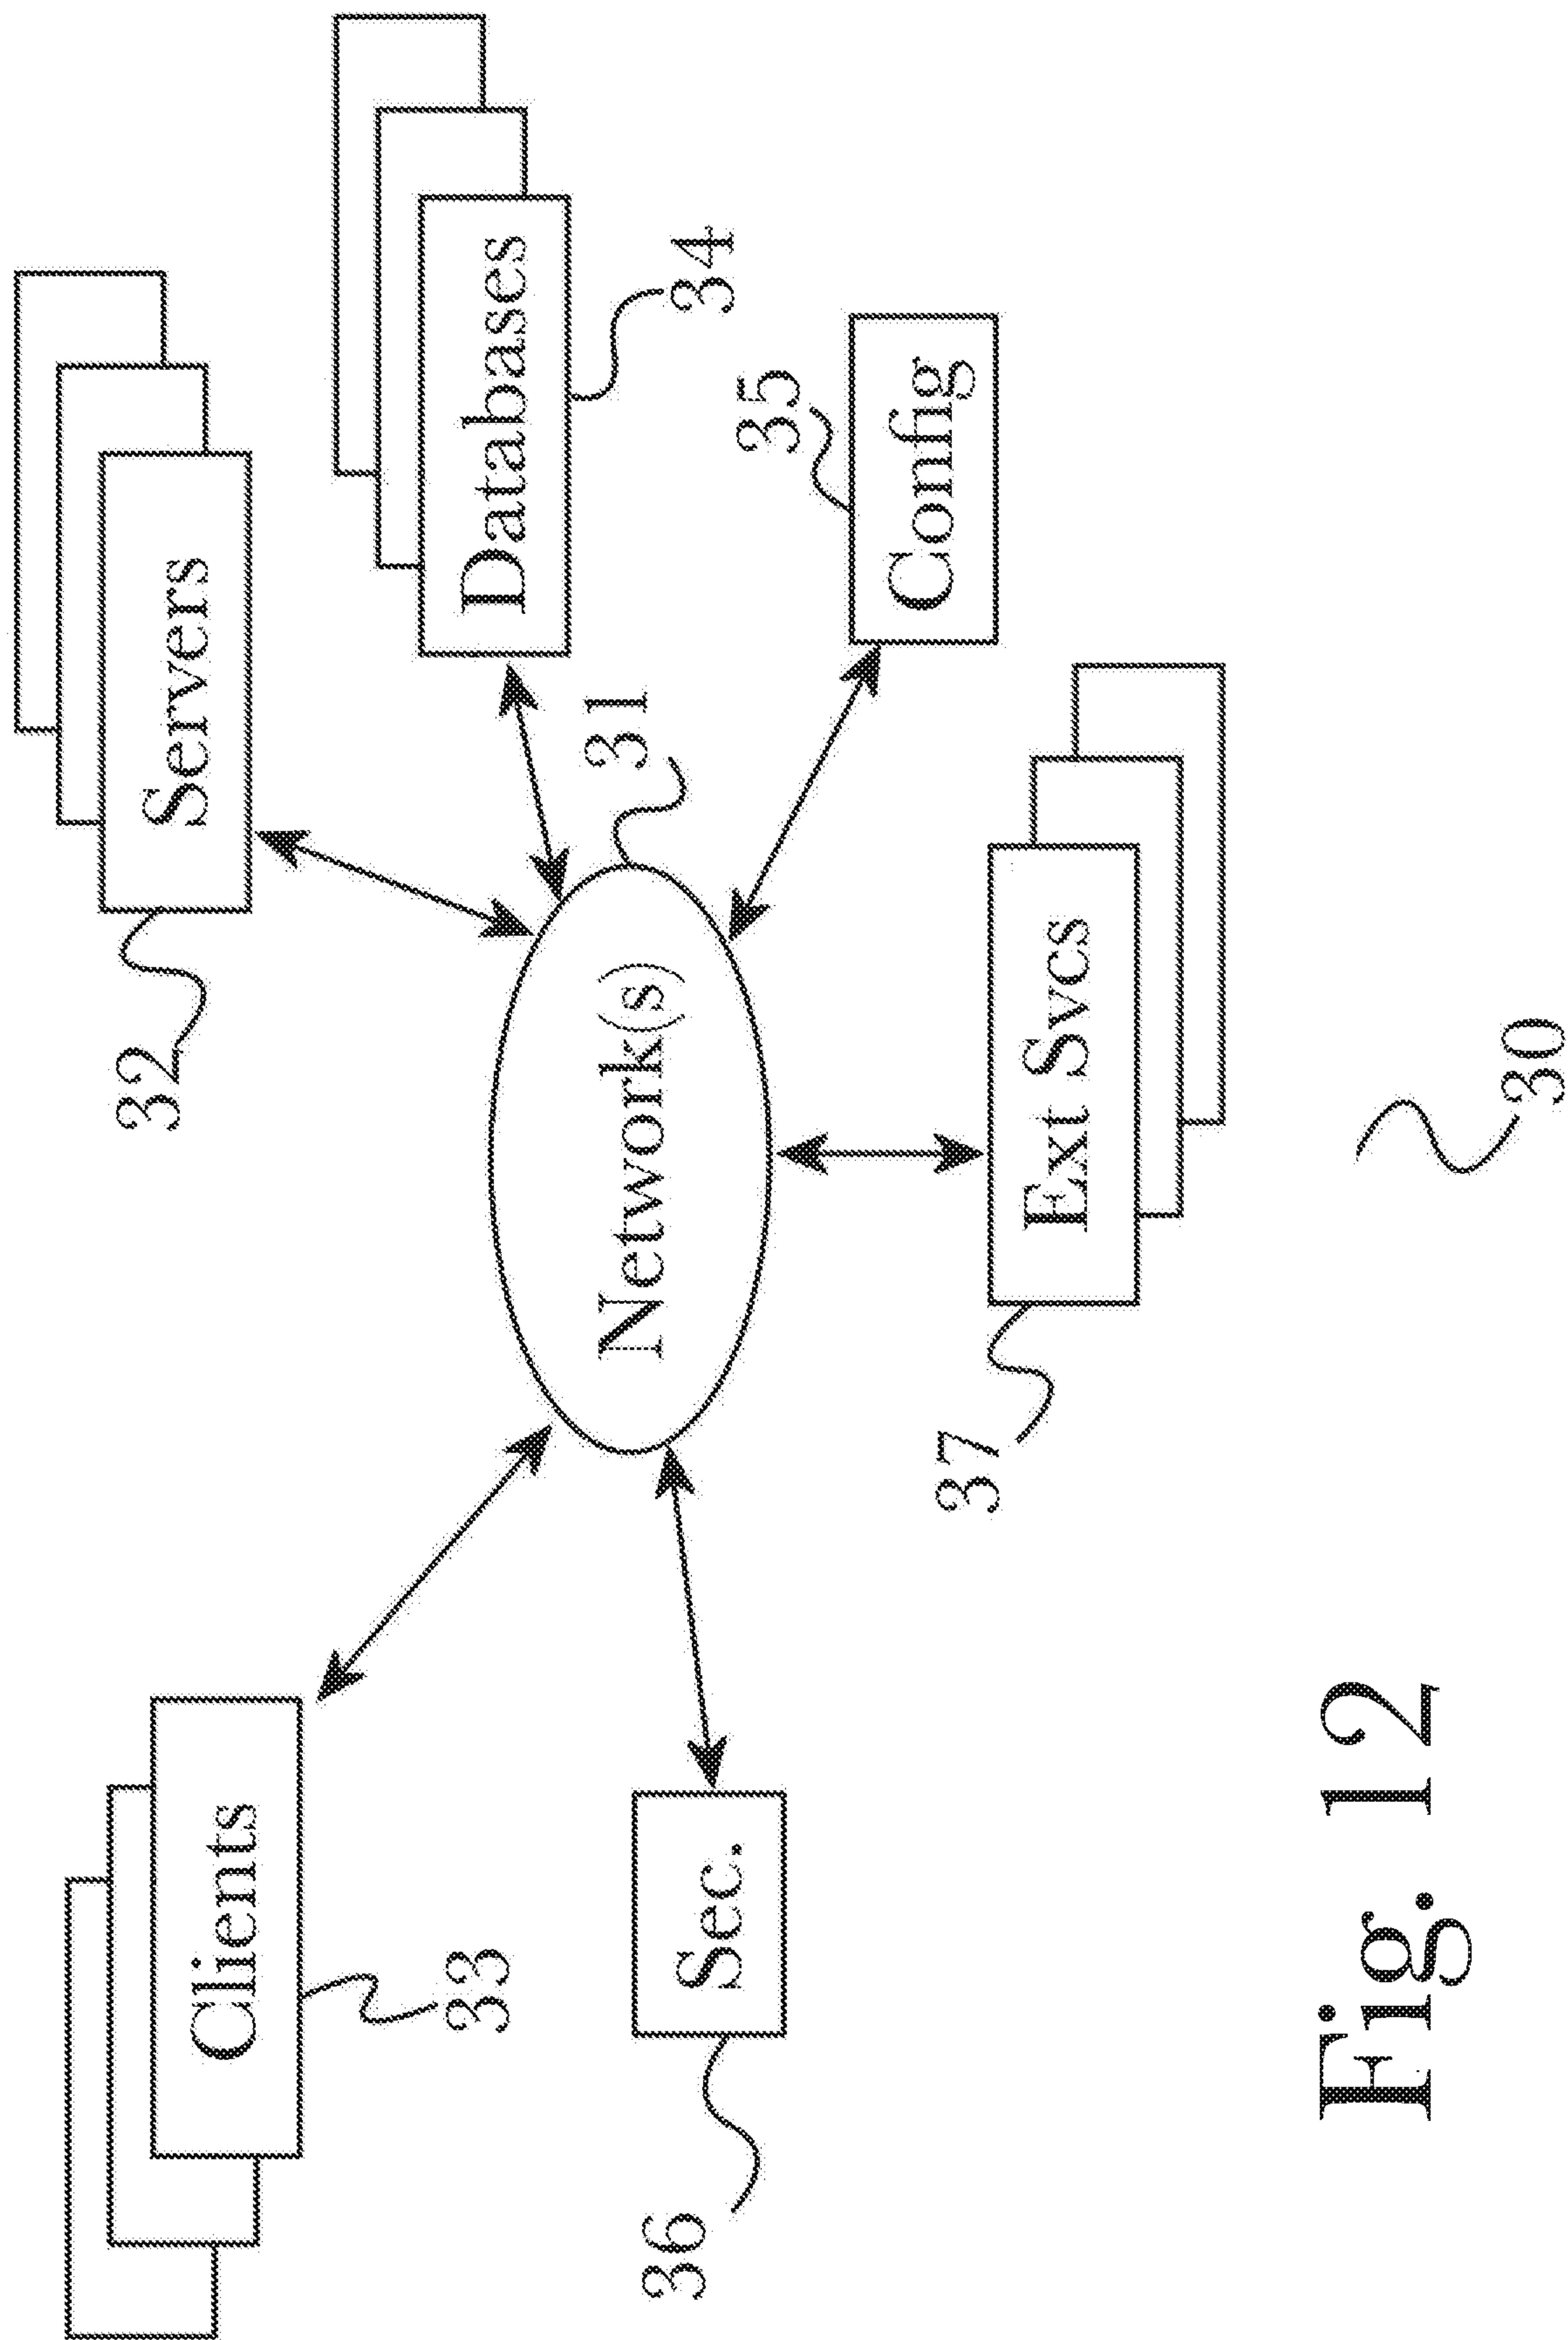 Servers
32
Clients
33
Databases
34
Network(s)
31
Sec.
36
Config
35
Ext Svcs
37
30
Fig. 12